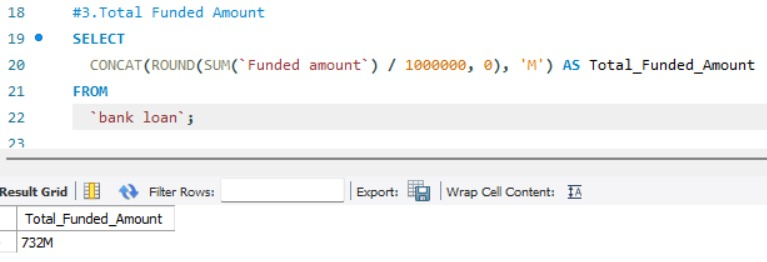 18 #3.Total Funded Amount
19 SELECT
20 CONCAT(ROUND(SUM(`Funded amount`) / 1000000, 0), 'M') AS Total_Funded_Amount
21 FROM
22 `bank loan`;
23
Result Grid Filter Rows: Export: Wrap Cell Content: IA
Total_Funded_Amount
732M